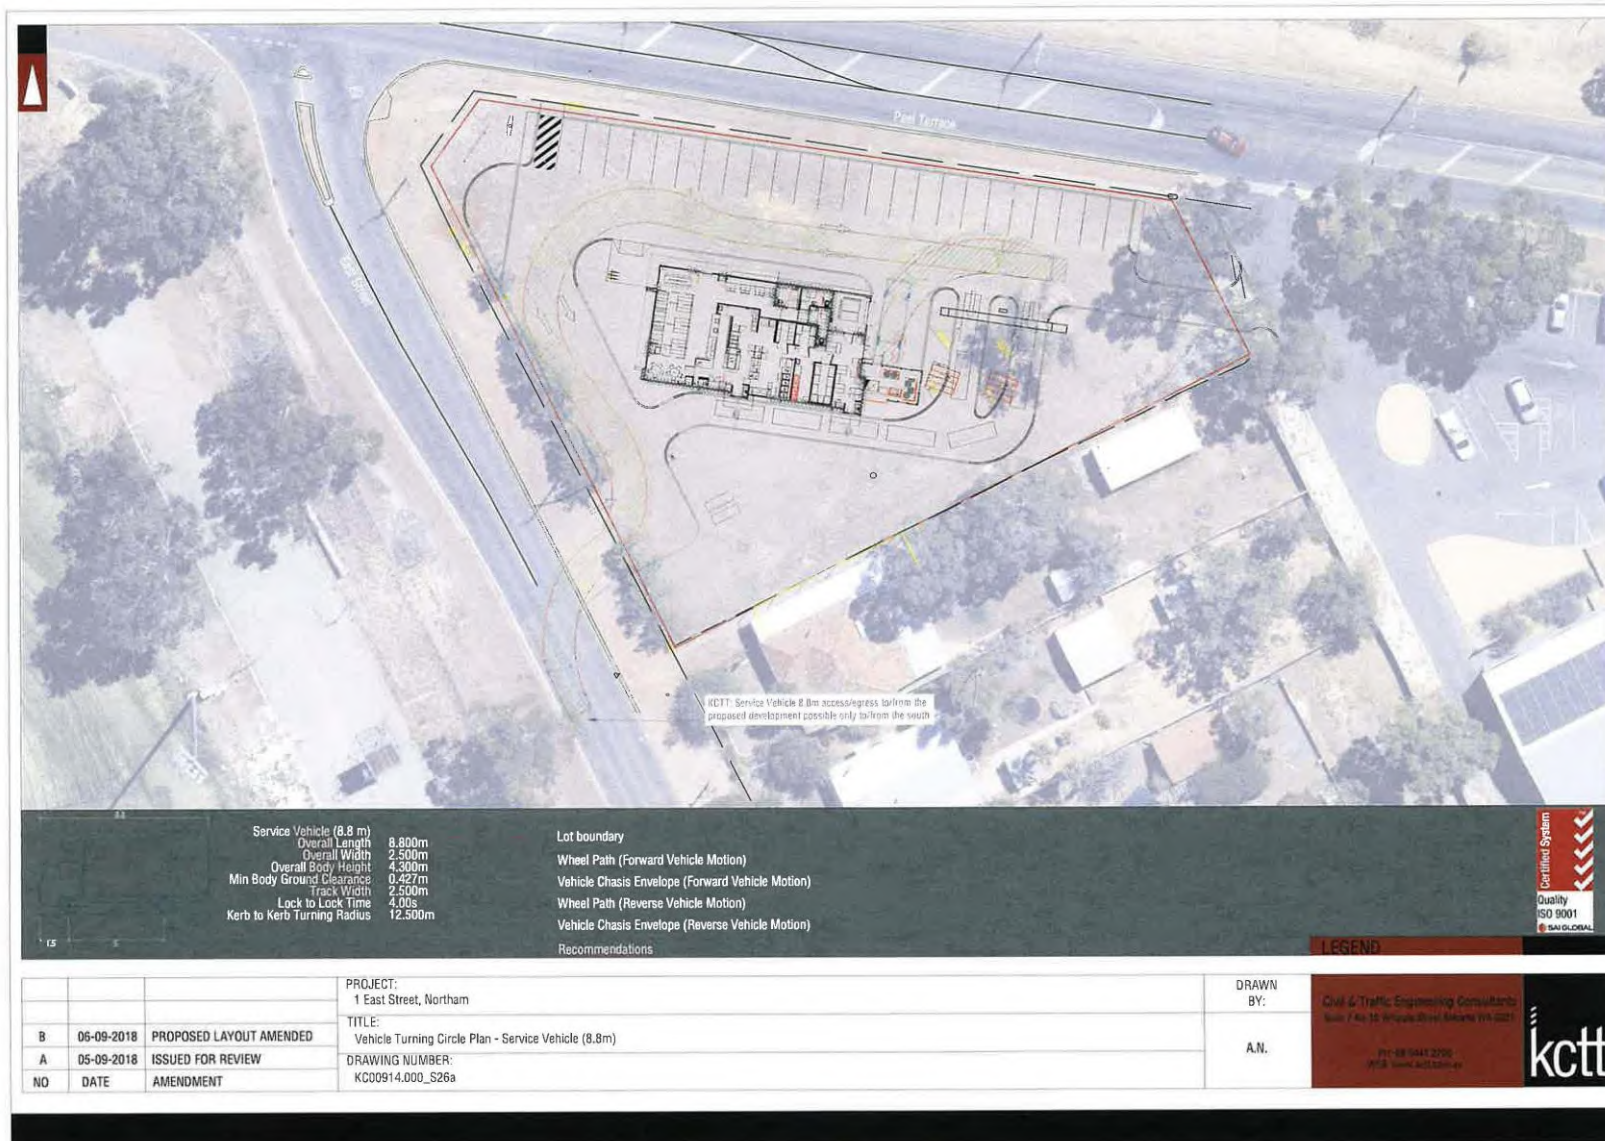 Peel Terrace
KCTT: Service Vehicle 8.8m access/egress to/from the
proposed development possible only to/from the south
8.8
Service Vehicle (8.8 m)
Overall Length 8.800m
Overall Width 2.500m
Overall Body Height 4.300m
Min Body Ground Clearance 0.427m
Track Width 2.500m
Lock to Lock Time 4.00s
Kerb to Kerb Turning Radius 12.500m
1.5 5
Lot boundary
Wheel Path (Forward Vehicle Motion)
Vehicle Chasis Envelope (Forward Vehicle Motion)
Wheel Path (Reverse Vehicle Motion)
Vehicle Chasis Envelope (Reverse Vehicle Motion)
Recommendations
LEGEND
Certified System
Quality
ISO 9001
SAI GLOBAL
B 06-09-2018 PROPOSED LAYOUT AMENDED
A 05-09-2018 ISSUED FOR REVIEW
NO DATE AMENDMENT
PROJECT:
1 East Street, Northam
TITLE:
Vehicle Turning Circle Plan - Service Vehicle (8.8m)
DRAWING NUMBER:
KC00914.000_S26a
DRAWN
BY:
A.N.
Civil & Traffic Engineering Consultants
kctt